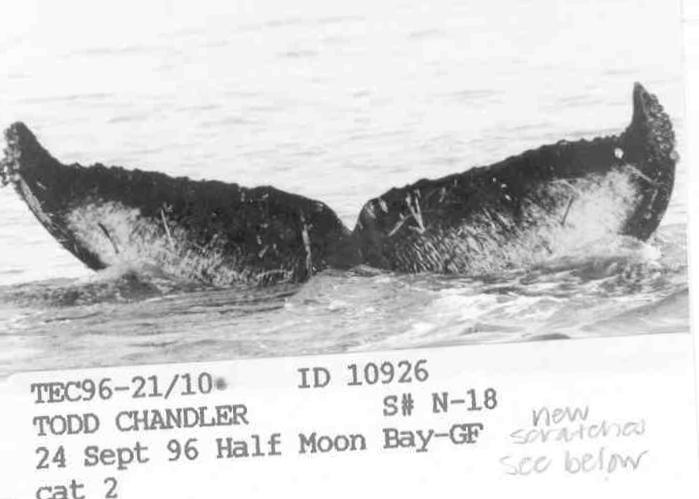 TEC96-21/10 ID 10926
TODD CHANDLER S# N-18
24 Sept 96 Half Moon Bay-GF
cat 2
new
scratches
see below